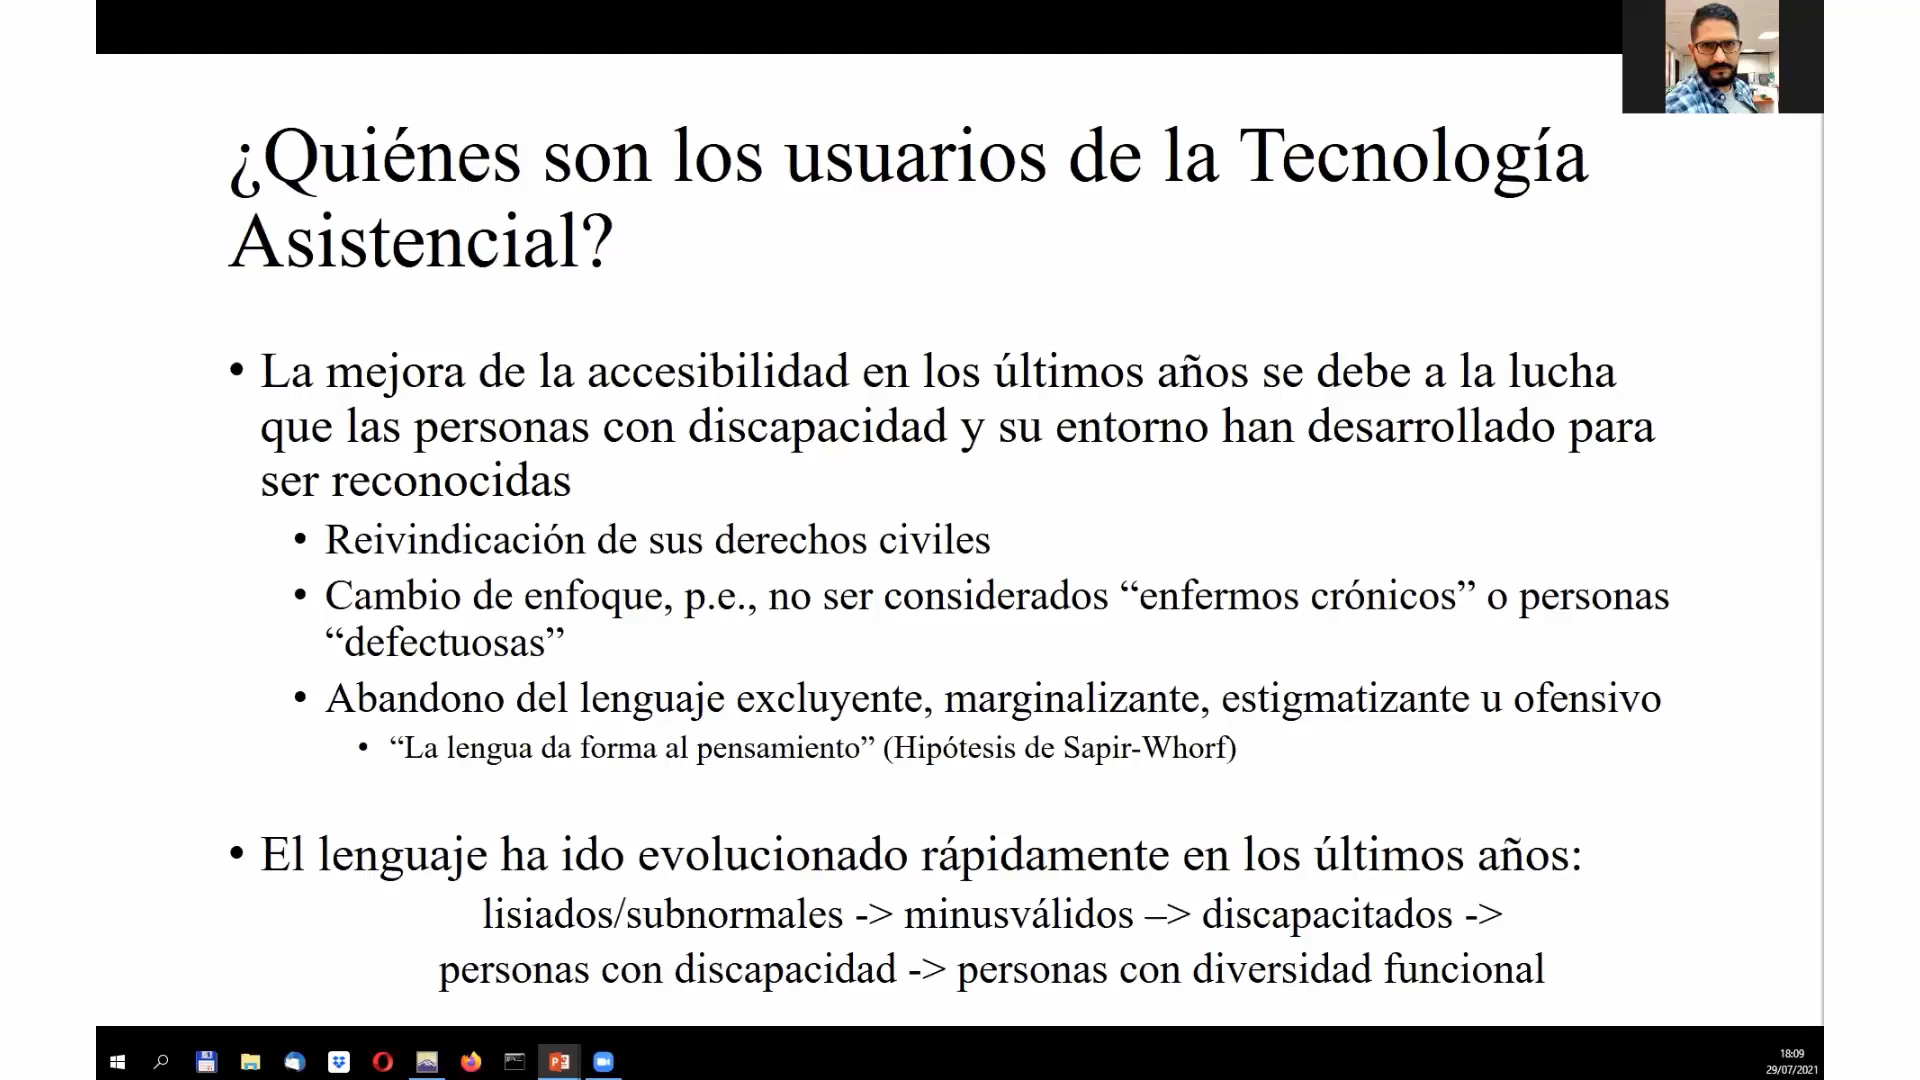 ¿Quiénes son los usuarios de la Tecnología
Asistencial?
• La mejora de la accesibilidad en los últimos años se debe a la lucha
que las personas con discapacidad y su entorno han desarrollado para
ser reconocidas
• Reivindicación de sus derechos civiles
• Cambio de enfoque, p.e., no ser considerados “enfermos crónicos” o personas
“defectuosas”
• Abandono del lenguaje excluyente, marginalizante, estigmatizante u ofensivo
• “La lengua da forma al pensamiento” (Hipótesis de Sapir-Whorf)
• El lenguaje ha ido evolucionado rápidamente en los últimos años:
lisiados/subnormales -> minusválidos –> discapacitados ->
personas con discapacidad -> personas con diversidad funcional
18:09
29/07/2021